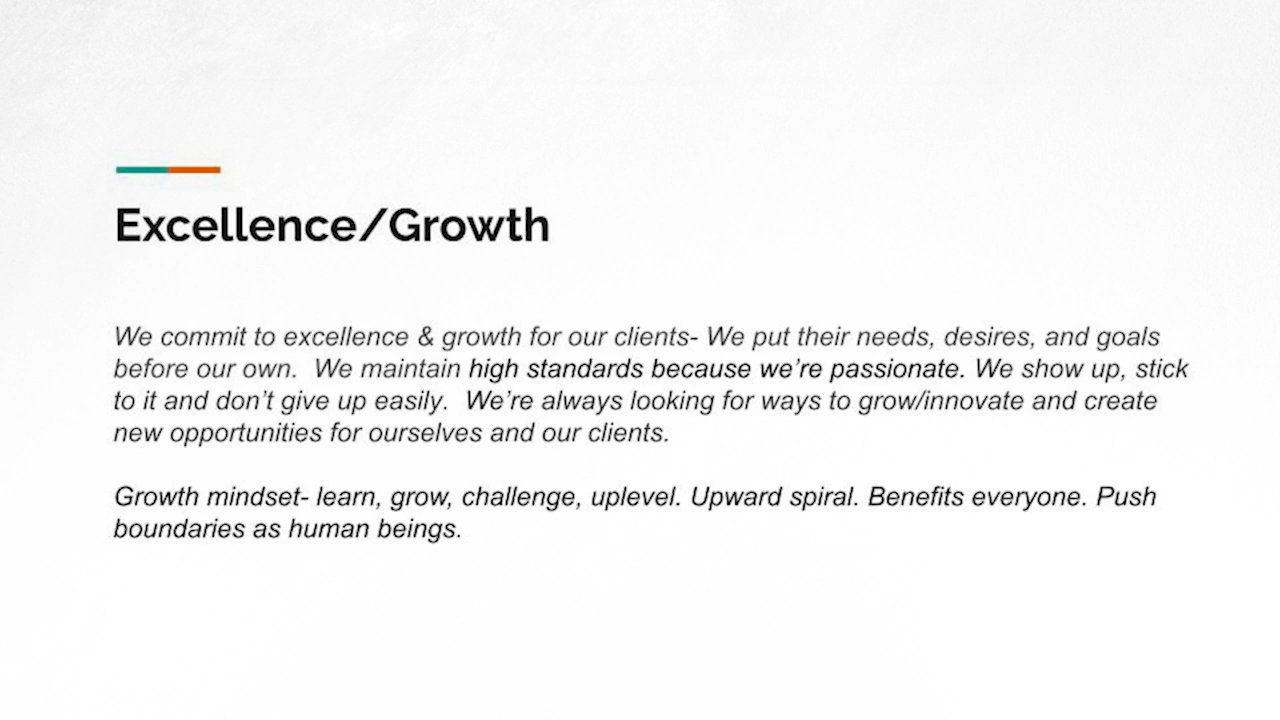 Excellence/Growth
We commit to excellence & growth for our clients- We put their needs, desires, and goals
before our own.  We maintain high standards because we're passionate. We show up, stick
to it and don't give up easily.  We're always looking for ways to grow/innovate and create
new opportunities for ourselves and our clients.
Growth mindset- learn, grow, challenge, uplevel. Upward spiral. Benefits everyone. Push
boundaries as human beings.